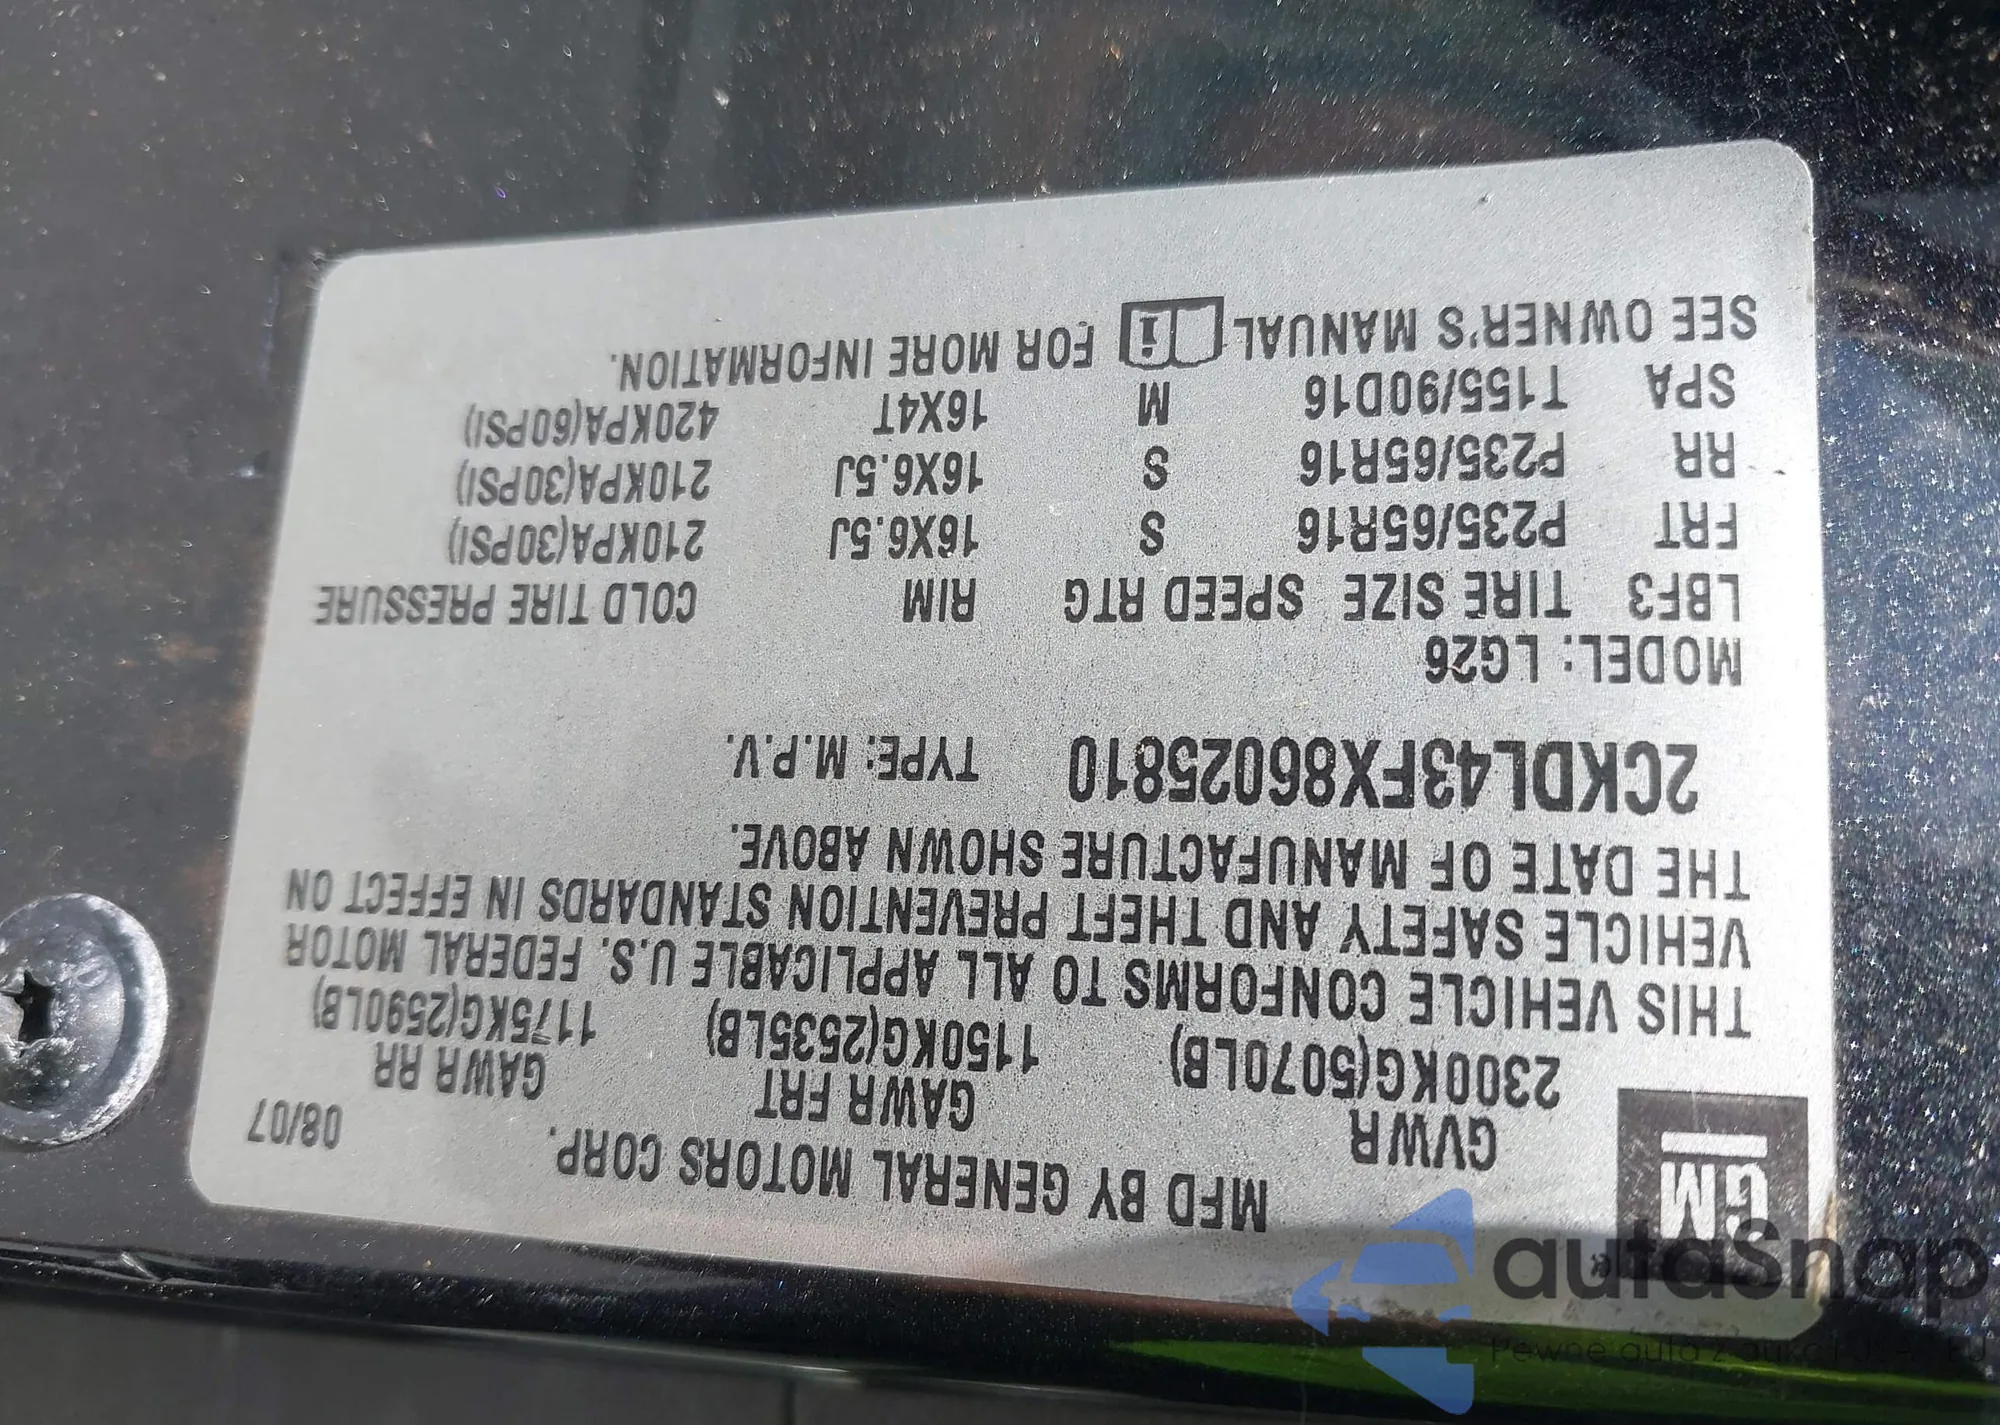 GM
MFD BY GENERAL MOTORS CORP.
08/07
GVWR GAWR FRT GAWR RR
2300KG(5070LB) 1150KG(2535LB) 1175KG(2590LB)
THIS VEHICLE CONFORMS TO ALL APPLICABLE U.S. FEDERAL MOTOR
VEHICLE SAFETY AND THEFT PREVENTION STANDARDS IN EFFECT ON
THE DATE OF MANUFACTURE SHOWN ABOVE.
2CKDL43FX86025810 TYPE: M.P.V.
MODEL: LG26
LBF3 TIRE SIZE SPEED RTG RIM COLD TIRE PRESSURE
FRT P235/65R16 S 16X6.5J 210KPA(30PSI)
RR P235/65R16 S 16X6.5J 210KPA(30PSI)
SPA T155/90D16 M 16X4T 420KPA(60PSI)
SEE OWNER'S MANUAL i FOR MORE INFORMATION.
autaSnap
Pewne auta z aukcji